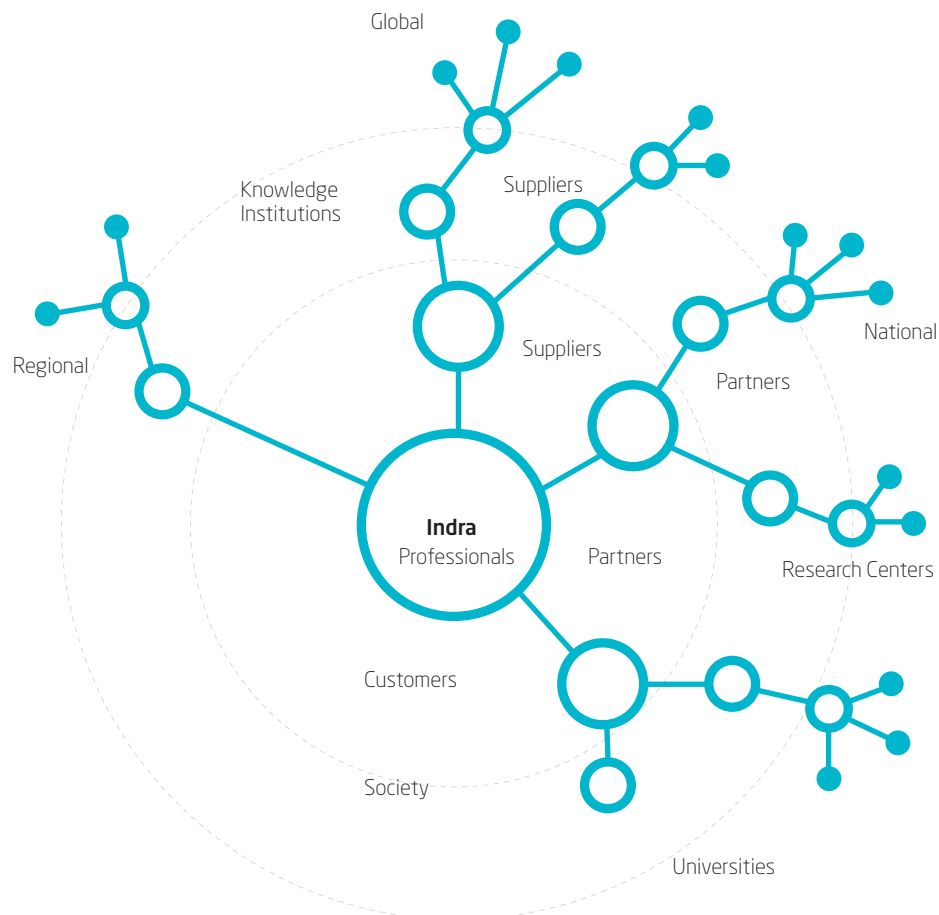 Global
Knowledge
Institutions
Suppliers
Suppliers
National
Regional
Partners
Indra
Professionals
Partners
Research Centers
Customers
Society
Universities